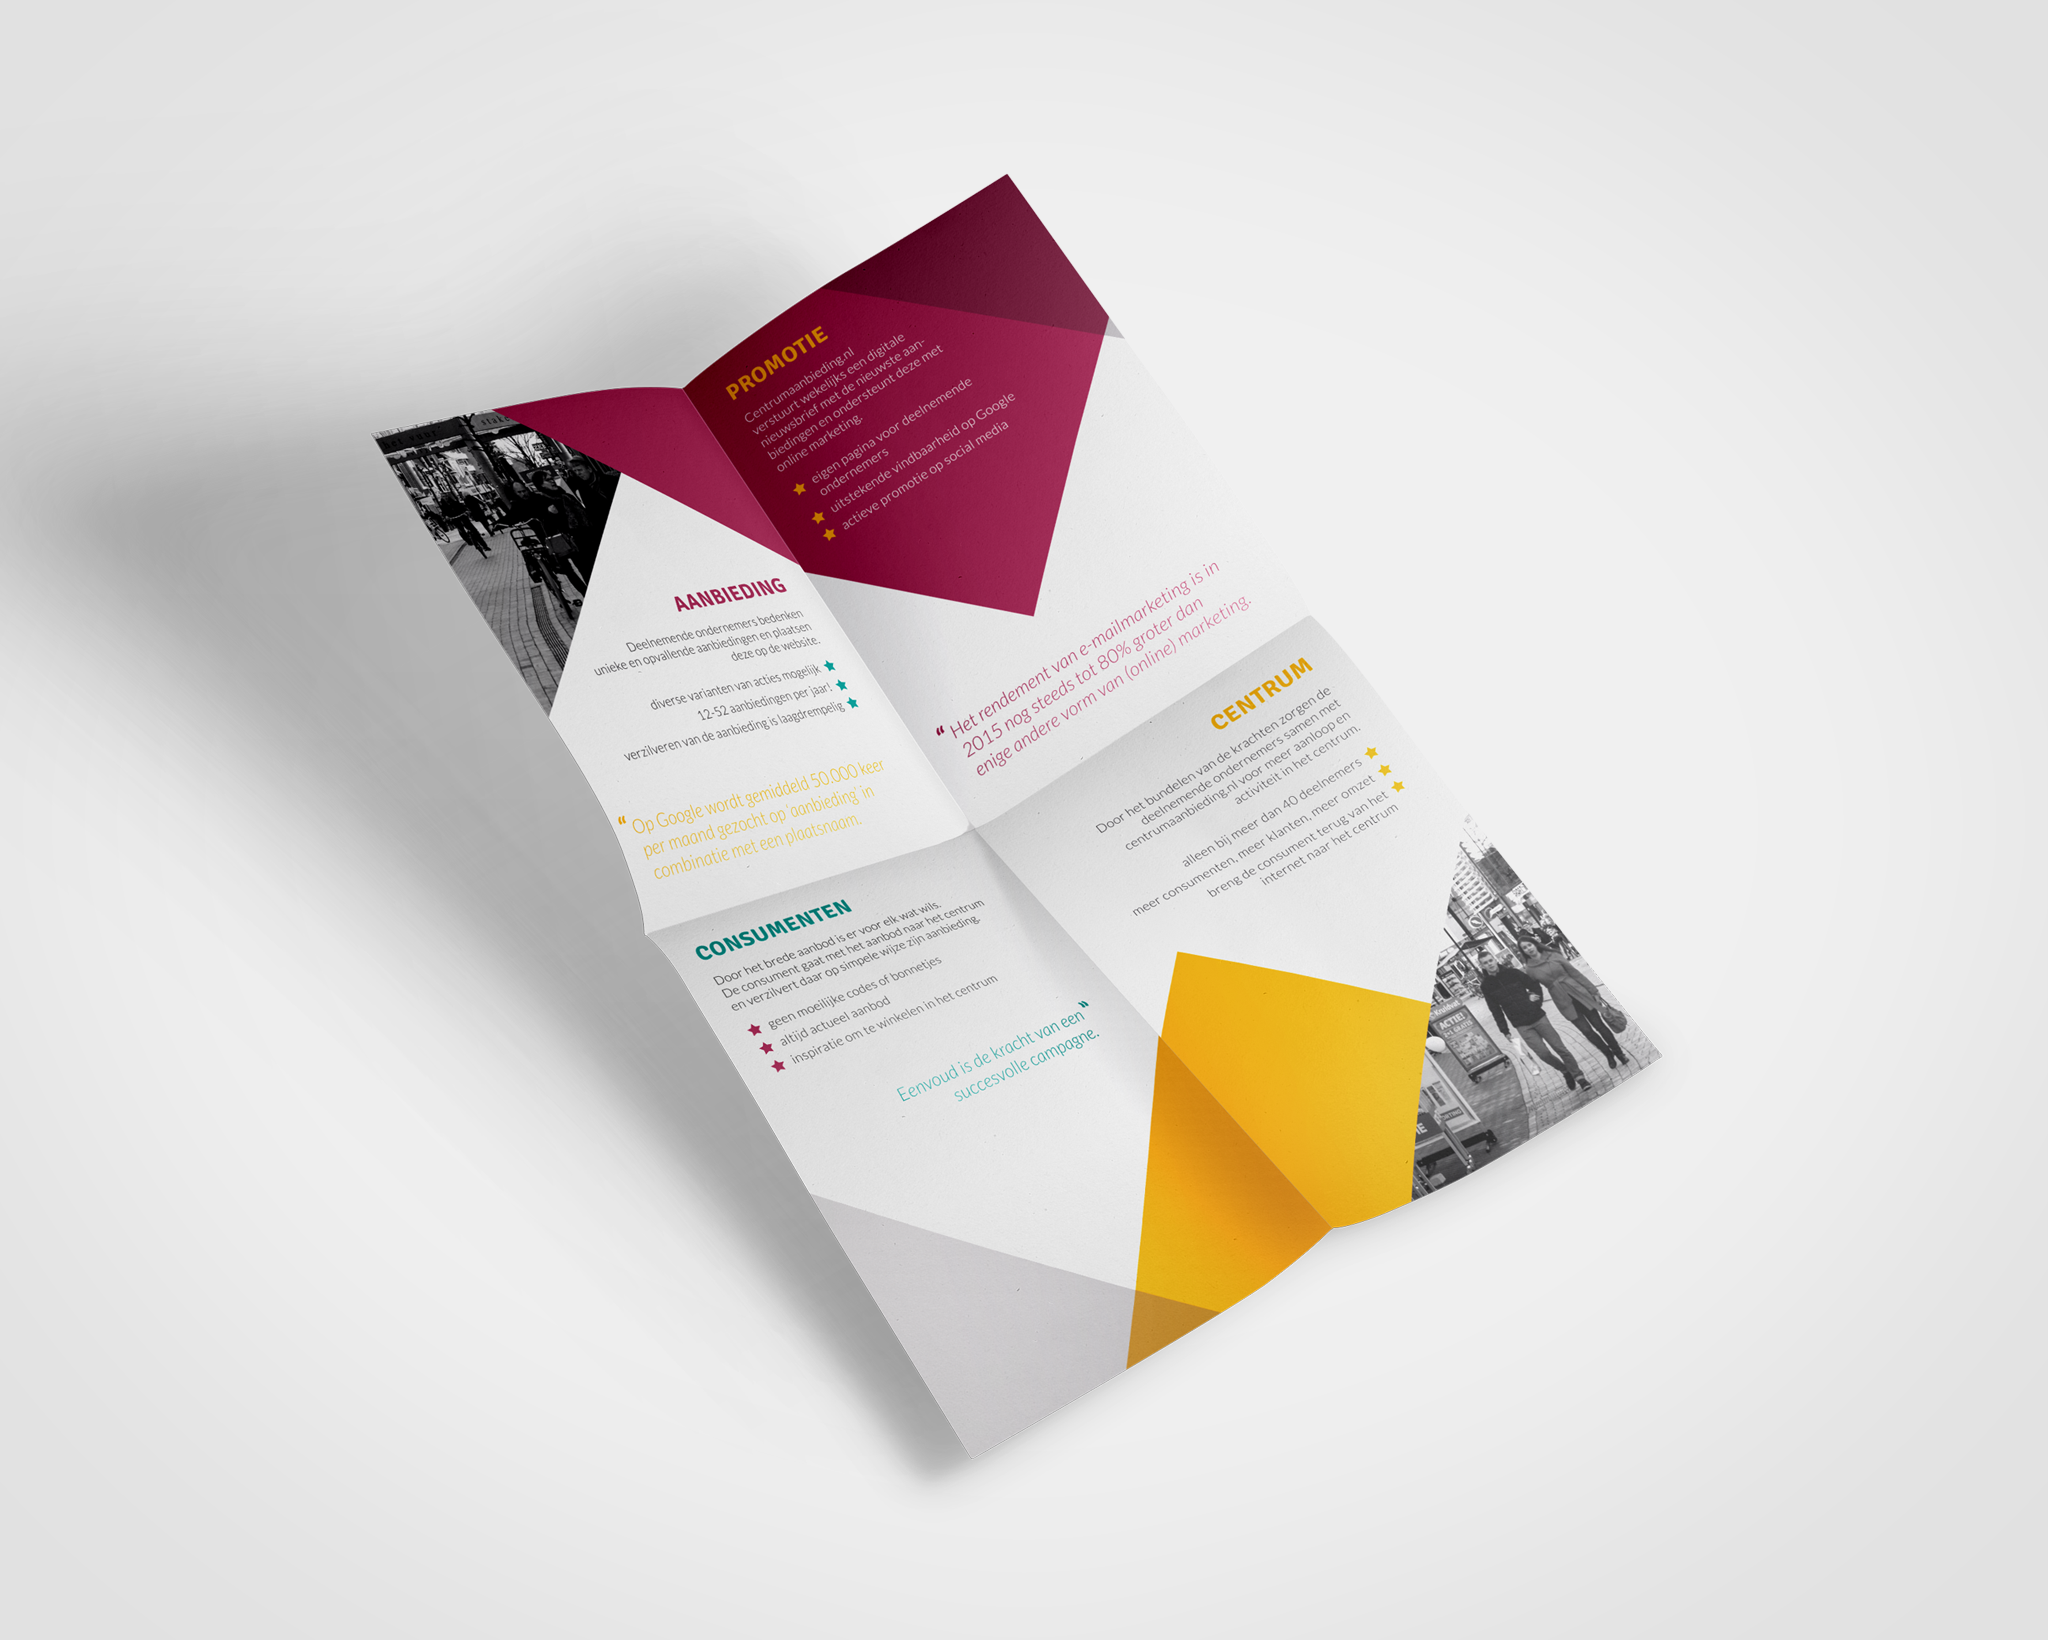 PROMOTIE
Centrumaanbieding.nl
verstuurt wekelijks een digitale
nieuwsbrief met de nieuwste aan-
biedingen en ondersteunt deze met
online marketing.
eigen pagina voor deelnemende
ondernemers
uitstekende vindbaarheid op Google
actieve promotie op social media
“ Het rendement van e-mailmarketing is in
2015 nog steeds tot 80% groter dan
enige andere vorm van (online) marketing.
AANBIEDING
Deelnemende ondernemers bedenken
unieke en opvallende aanbiedingen en plaatsen
deze op de website.
diverse varianten van acties mogelijk
12-52 aanbiedingen per jaar!
verzilveren van de aanbieding is laagdrempelig
“ Op Google wordt gemiddeld 50.000 keer
per maand gezocht op ‘aanbieding’ in
combinatie met een plaatsnaam.
CENTRUM
Door het bundelen van de krachten zorgen de
deelnemende ondernemers samen met
centrumaanbieding.nl voor meer aanloop en
activiteit in het centrum.
alleen bij meer dan 40 deelnemers
meer consumenten, meer klanten, meer omzet
breng de consument terug van het
internet naar het centrum
CONSUMENTEN
Door het brede aanbod is er voor elk wat wils.
De consument gaat met het aanbod naar het centrum
en verzilvert daar op simpele wijze zijn aanbieding.
geen moeilijke codes of bonnetjes
altijd actueel aanbod
inspiratie om te winkelen in het centrum
Eenvoud is de kracht van een ”
succesvolle campagne.
ACTIE!